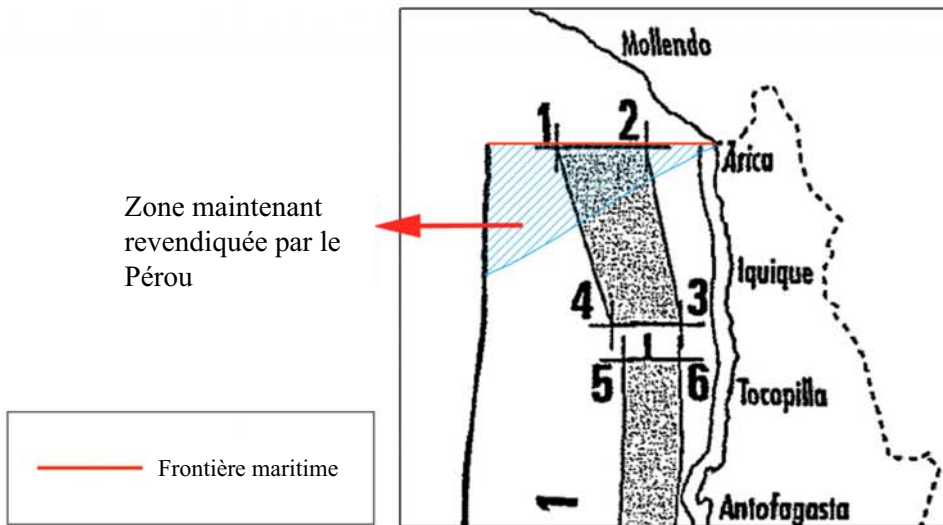 Mollendo
1
2
Arica
Zone maintenant
revendiquée par le
Pérou
Iquique
4
3
5
6
Tocopilla
Frontière maritime
1
Antofagasta